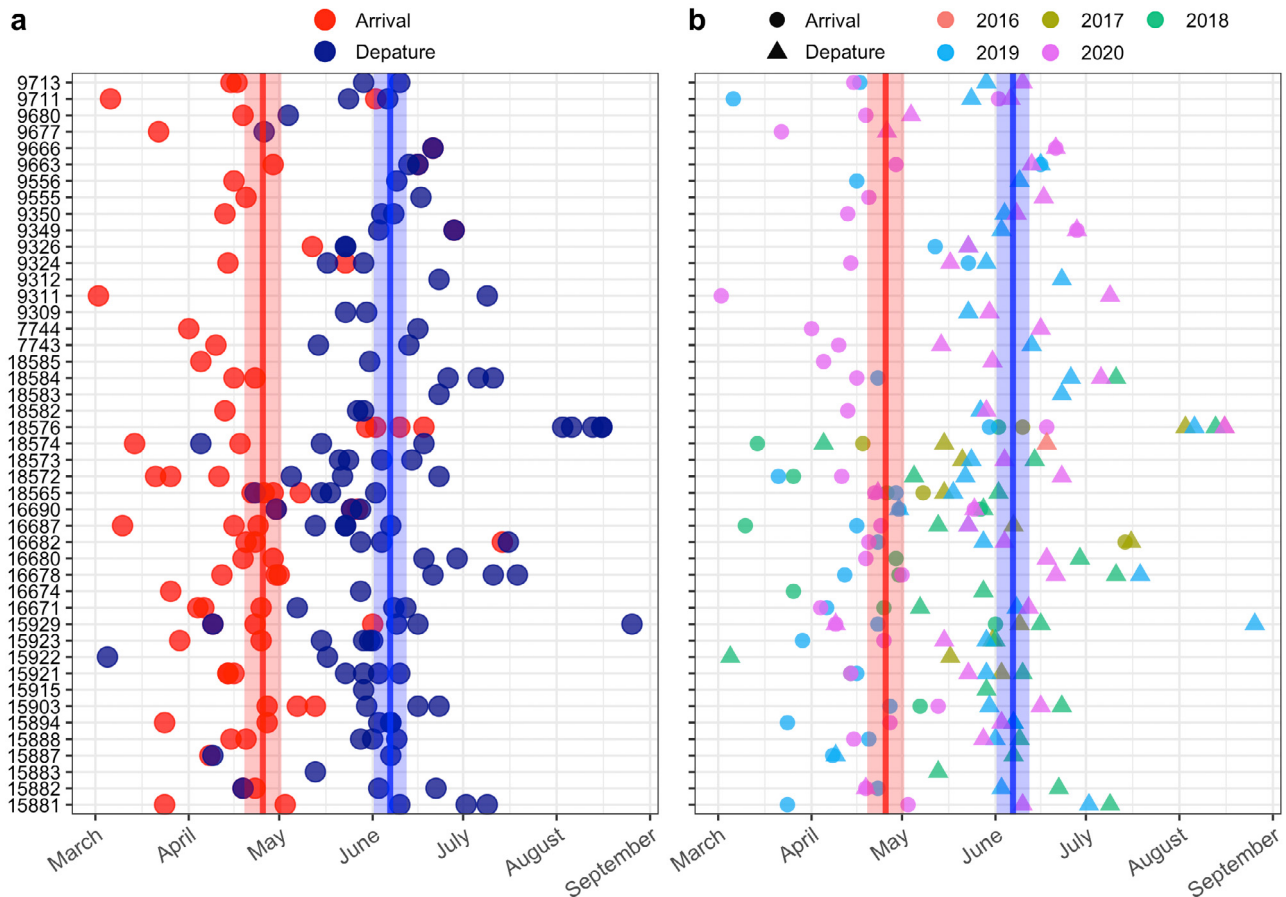 a
Arrival
Depature
b
Arrival
Depature
2016
2017
2018
2019
2020
9713
9711
9680
9677
9666
9663
9556
9555
9350
9349
9326
9324
9312
9311
9309
7744
7743
18585
18584
18583
18582
18576
18574
18573
18572
18565
16690
16687
16682
16680
16678
16674
16671
15929
15923
15922
15921
15915
15903
15894
15888
15887
15883
15882
15881
March
April
May
June
July
August
September
March
April
May
June
July
August
September